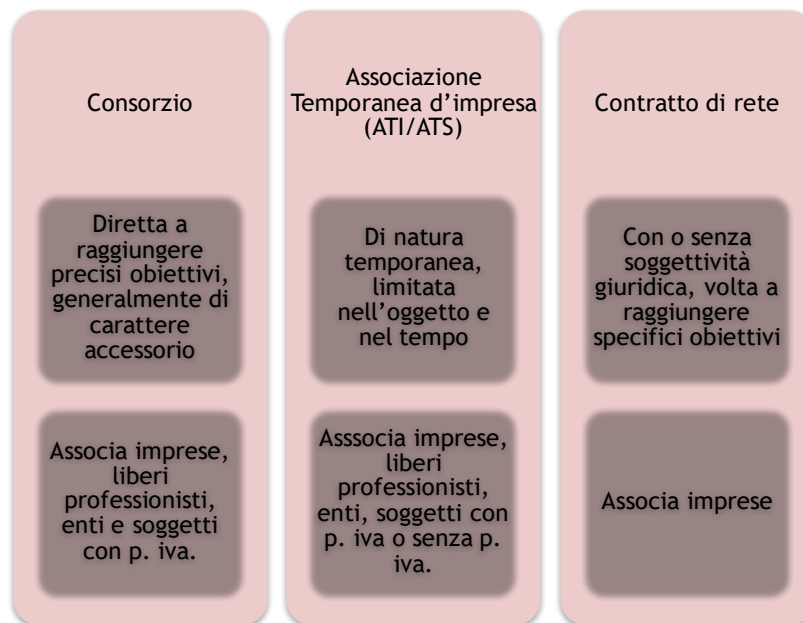 Consorzio
Diretta a
raggiungere
precisi obiettivi,
generalmente di
carattere
accessorio
Associa imprese,
liberi
professionisti,
enti e soggetti
con p. iva.
Associazione
Temporanea d’impresa
(ATI/ATS)
Di natura
temporanea,
limitata
nell’oggetto e
nel tempo
Asssocia imprese,
liberi
professionisti,
enti, soggetti con
p. iva o senza p.
iva.
Contratto di rete
Con o senza
soggettività
giuridica, volta a
raggiungere
specifici obiettivi
Associa imprese